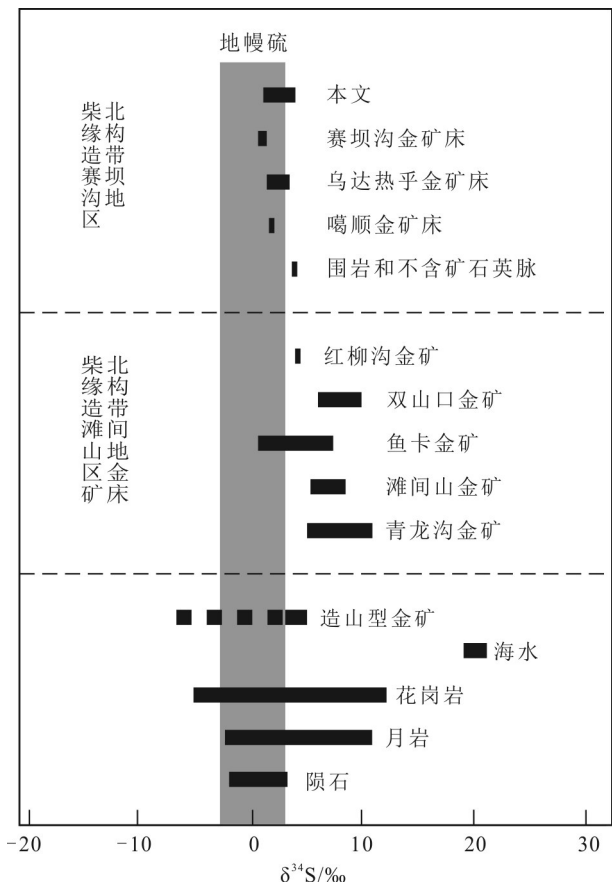 地幔硫
柴北
缘构
造带
赛坝
沟地
区
本文
赛坝沟金矿床
乌达热乎金矿床
噶顺金矿床
围岩和不含矿石英脉
柴北
缘构
造带
滩间
山地
区金
矿床
红柳沟金矿
双山口金矿
鱼卡金矿
滩间山金矿
青龙沟金矿
造山型金矿
海水
花岗岩
月岩
陨石
-20 -10 0 10 20 30
δ³⁴S/‰